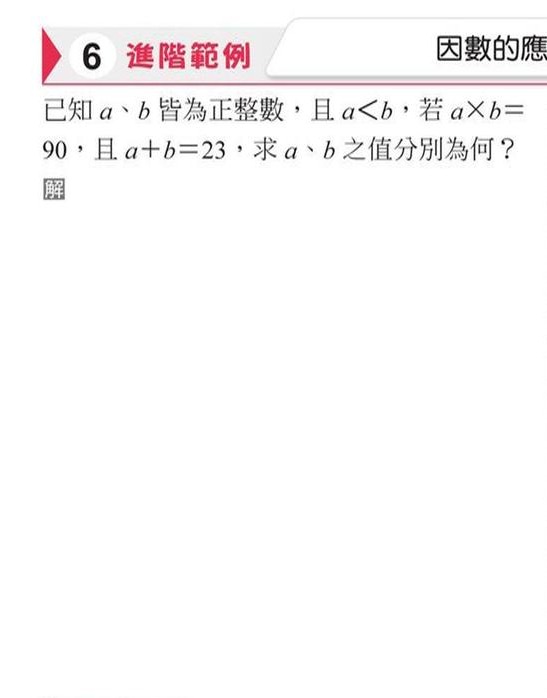 6 進階範例
因數的應
已知 a、b 皆為正整數，且 a<b，若 a×b=
90，且 a+b=23，求 a、b 之值分別為何？
解